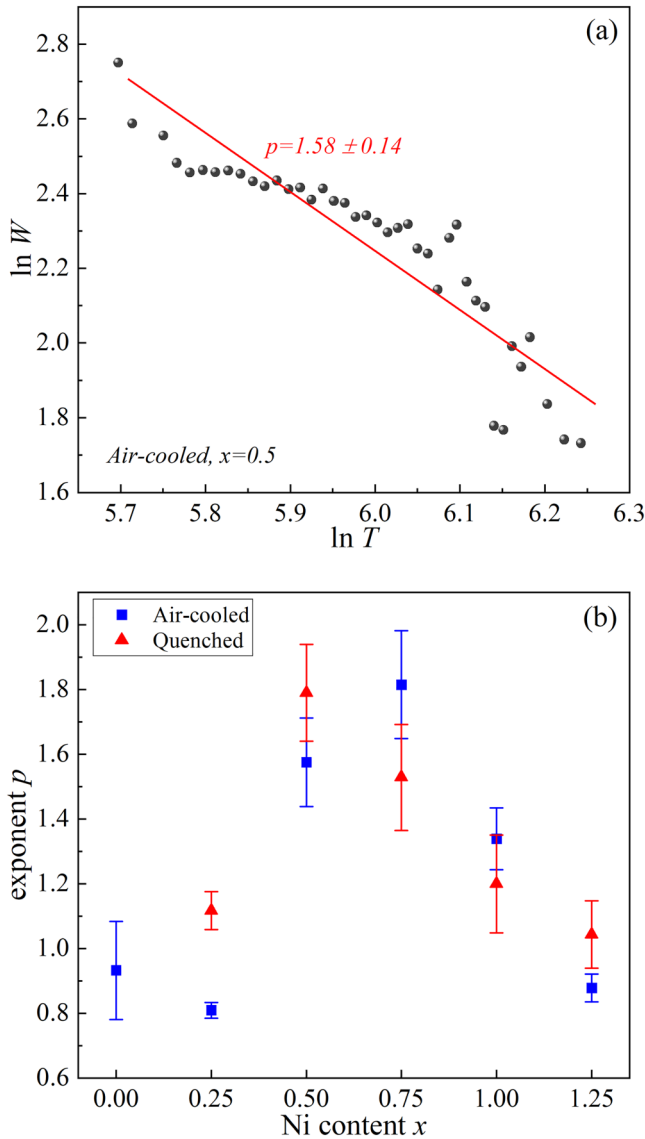 (a)
2.8
2.6
2.4
2.2
2.0
1.8
1.6
ln W
p=1.58 ± 0.14
Air-cooled, x=0.5
5.7 5.8 5.9 6.0 6.1 6.2 6.3
ln T
(b)
Air-cooled
Quenched
2.0
1.8
1.6
1.4
1.2
1.0
0.8
0.6
exponent p
0.00 0.25 0.50 0.75 1.00 1.25
Ni content x